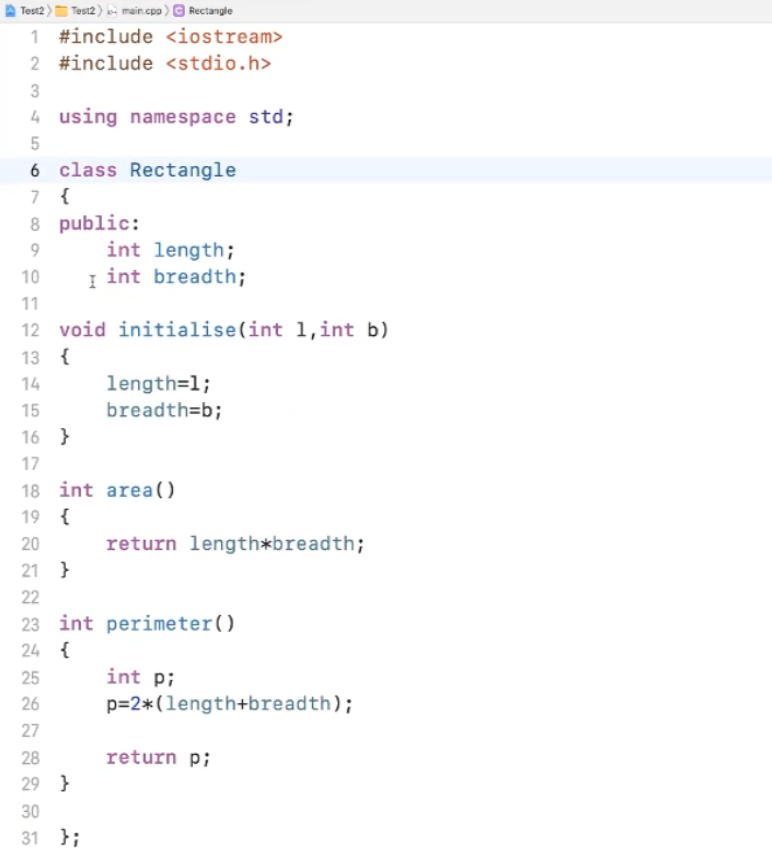 Test2 > Test2 > main.cpp > C Rectangle
1 #include <iostream>
2 #include <stdio.h>
3
4 using namespace std;
5
6 class Rectangle
7 {
8 public:
9     int length;
10     int breadth;
11
12 void initialise(int l,int b)
13 {
14     length=l;
15     breadth=b;
16 }
17
18 int area()
19 {
20     return length*breadth;
21 }
22
23 int perimeter()
24 {
25     int p;
26     p=2*(length+breadth);
27
28     return p;
29 }
30
31 };